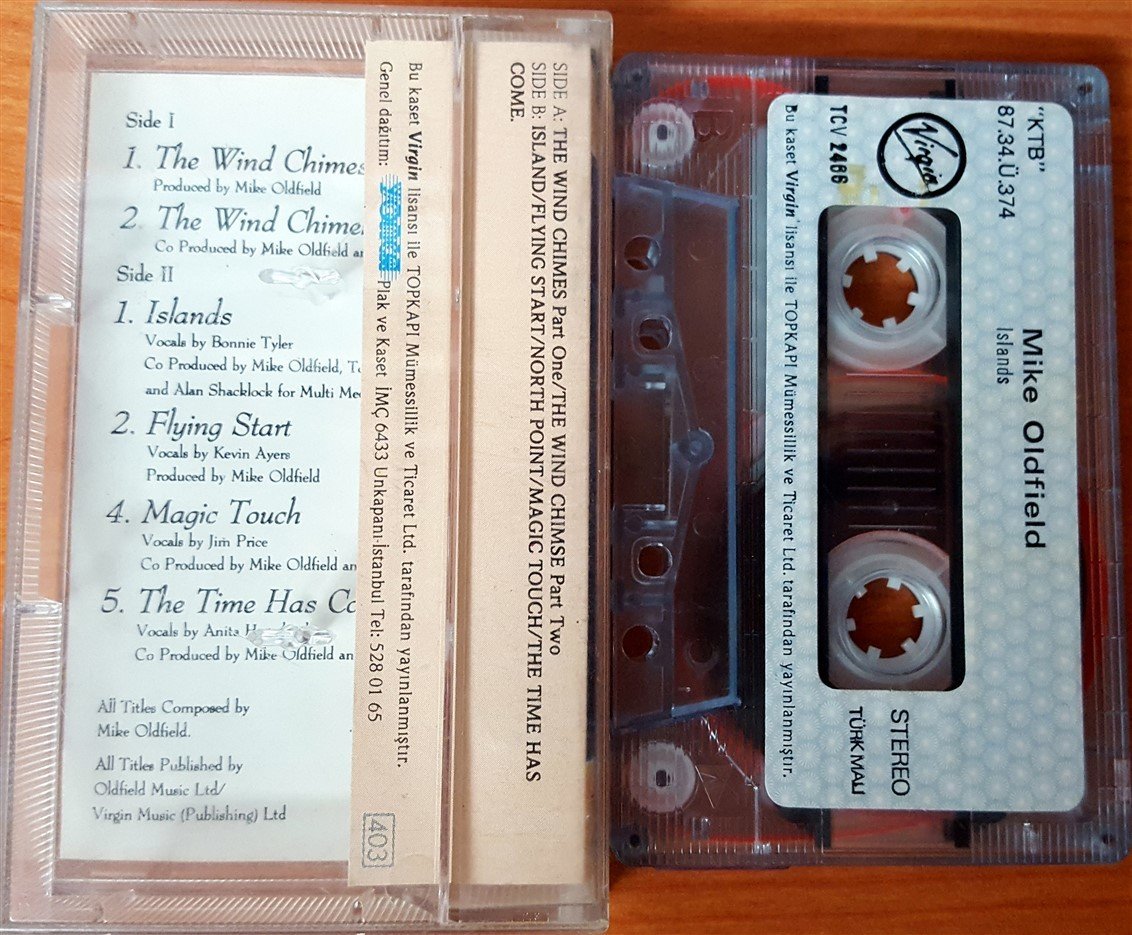 Side I
1. The Wind Chimes
Produced by Mike Oldfield
2. The Wind Chime
Co Produced by Mike Oldfield
Side II
1. Islands
Vocals by Bonnie Tyler
Co Produced by Mike Oldfield,
and Alan Shacklock for Multi
2. Flying Start
Vocals by Kevin Ayers
Produced by Mike Oldfield
4. Magic Touch
Vocals by Jim Price
Co Produced by Mike Oldfield
5. The Time Has
Vocals by Anita
Co Produced by Mike Oldfield
All Titles Composed by
Mike Oldfield.
All Titles Published by
Oldfield Music Ltd/
Virgin Music (Publishing) Ltd
Bu kaset Virgin lisansı ile TOPKAPI Mümessillik ve Ticaret Ltd. tarafından yayınlanmıştır.
Genel dağıtım: Plak ve Kaset İMÇ 6433 Unkapanı-İstanbul Tel: 528 01 65
403
SIDE A: THE WIND CHIMES Part One/THE WIND CHIMSE Part Two
SIDE B: ISLAND/FLYING START/NORTH POINT/MAGIC TOUCH/THE TIME HAS
COME.
"KTB"
87.34.Ü.374
Virgin
TCV 2466
Mike Oldfield
Islands
STEREO
TÜRK MALI
Bu kaset Virgin lisansı ile TOPKAPI Mümessillik ve Ticaret Ltd. tarafından yayınlanmıştır.